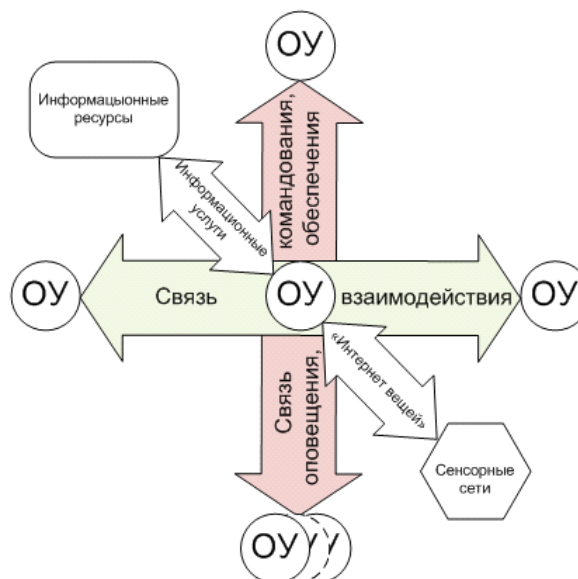 ОУ
Информацыонные
ресурсы
командования,
обеспечения
Информационные
услуги
ОУ
Связь
ОУ
взаимодействия
ОУ
«Интернет вещей»
Связь
оповещения,
Сенсорные
сети
ОУ
У
У